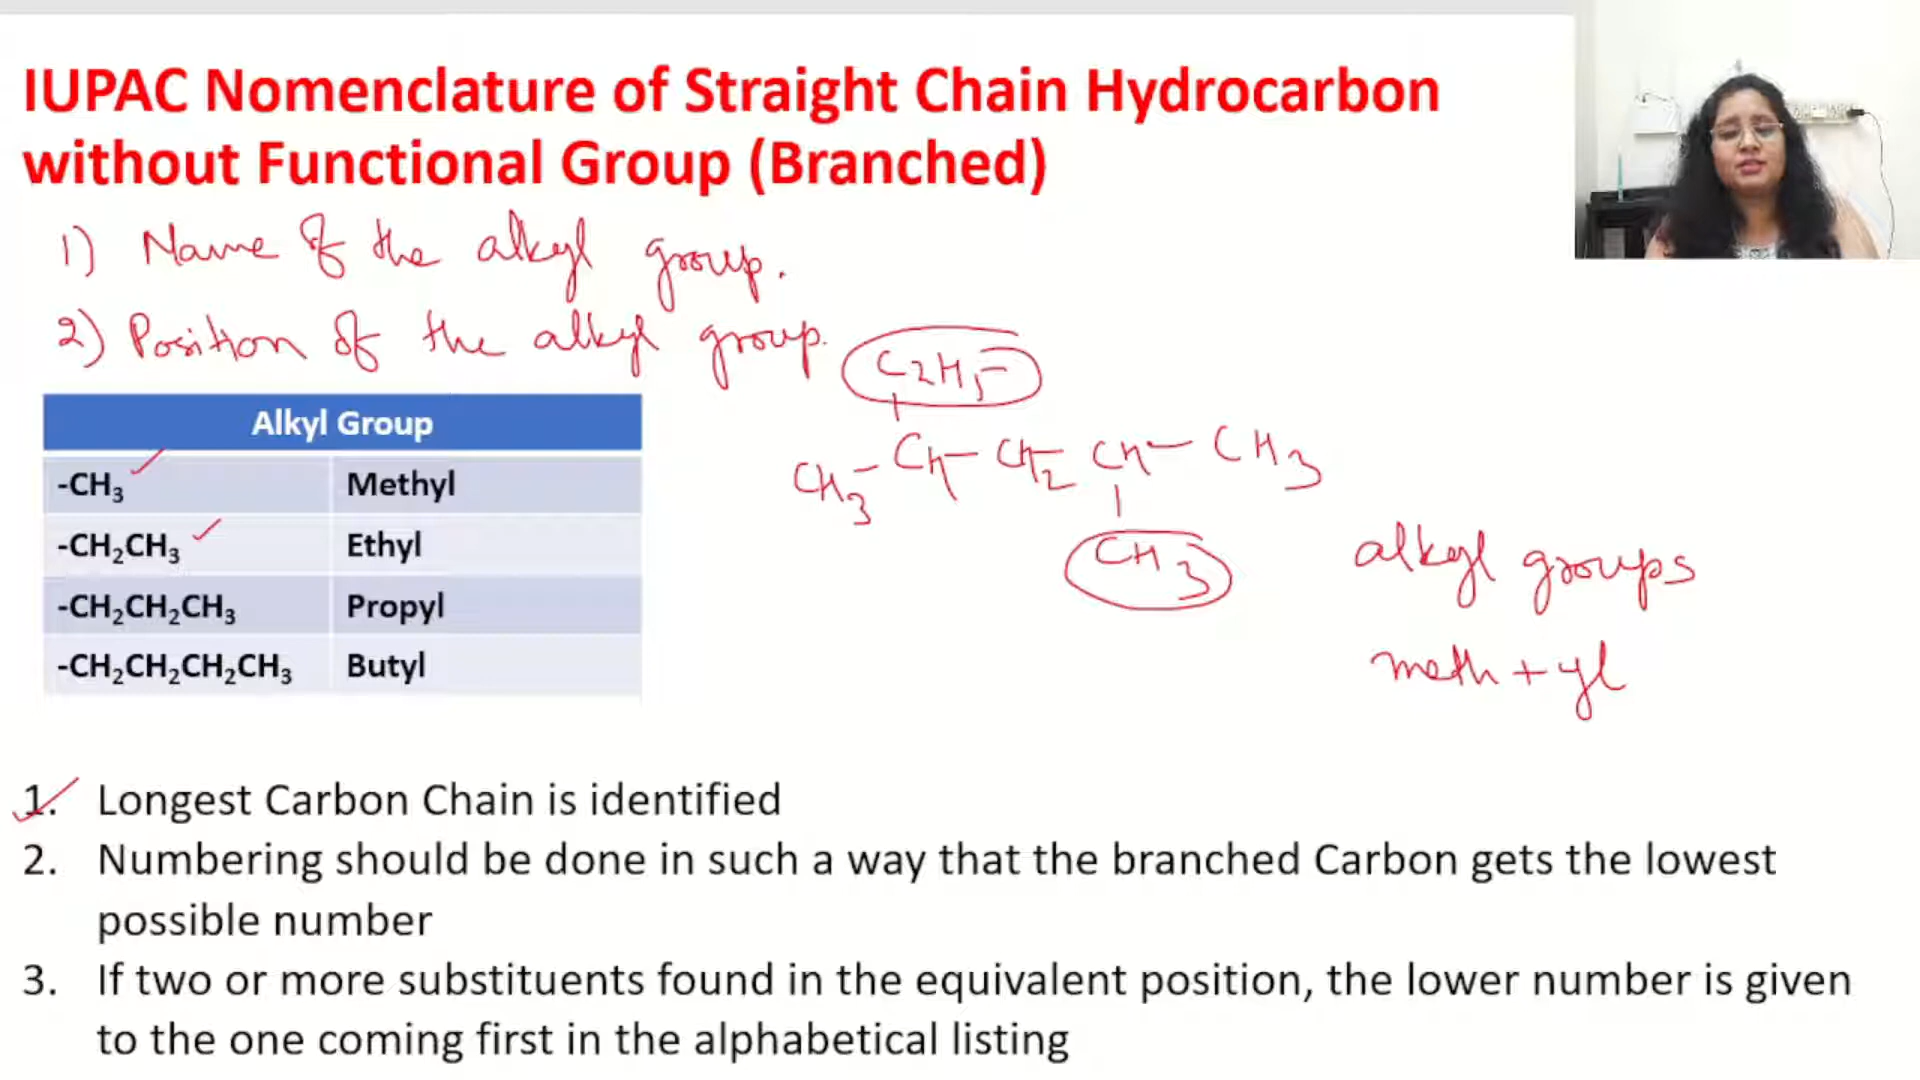 IUPAC Nomenclature of Straight Chain Hydrocarbon
without Functional Group (Branched)
1) Name of the alkyl group.
2) Position of the alkyl group.
C2H5
CH3-CH-CH2 CH-CH3
CH3
Alkyl Group
-CH₃ Methyl
-CH₂CH₃ Ethyl
-CH₂CH₂CH₃ Propyl
-CH₂CH₂CH₂CH₃ Butyl
alkyl groups
meth + yl
1. Longest Carbon Chain is identified
2. Numbering should be done in such a way that the branched Carbon gets the lowest
possible number
3. If two or more substituents found in the equivalent position, the lower number is given
to the one coming first in the alphabetical listing